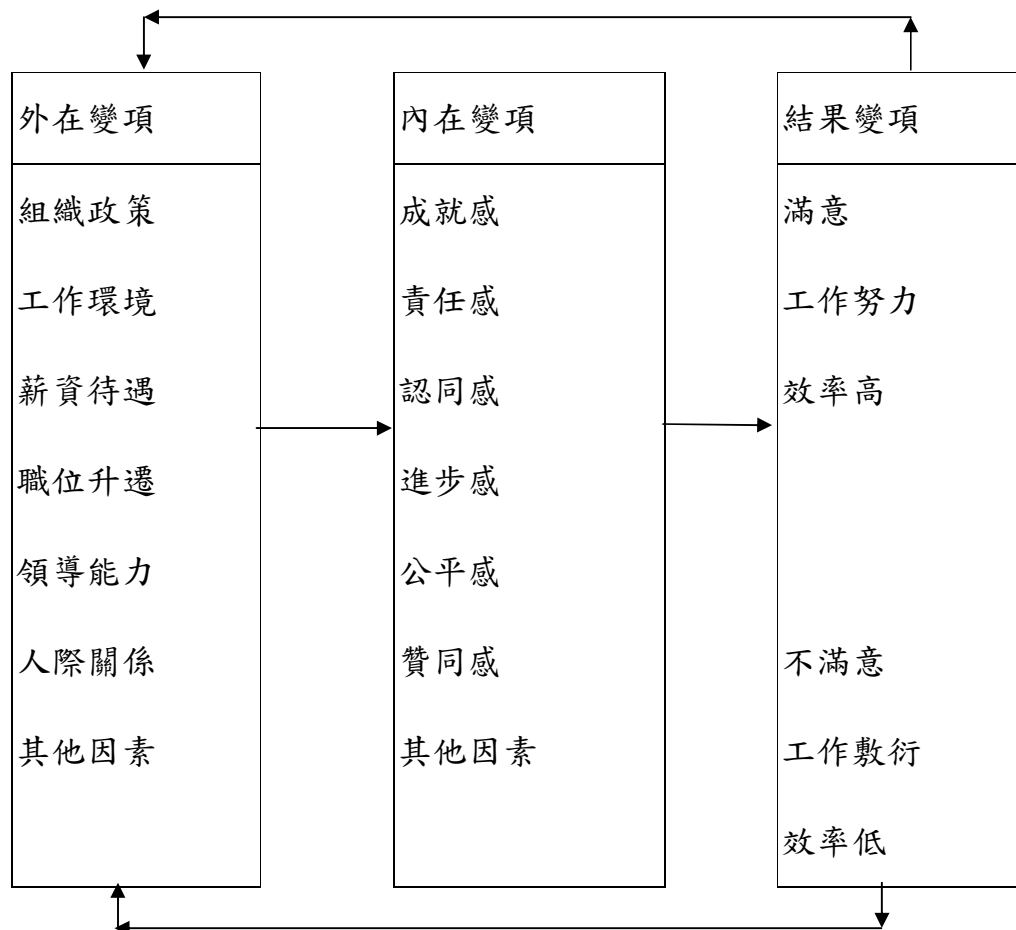 外在變項
組織政策
工作環境
薪資待遇
職位升遷
領導能力
人際關係
其他因素
內在變項
成就感
責任感
認同感
進步感
公平感
贊同感
其他因素
結果變項
滿意
工作努力
效率高
不滿意
工作敷衍
效率低